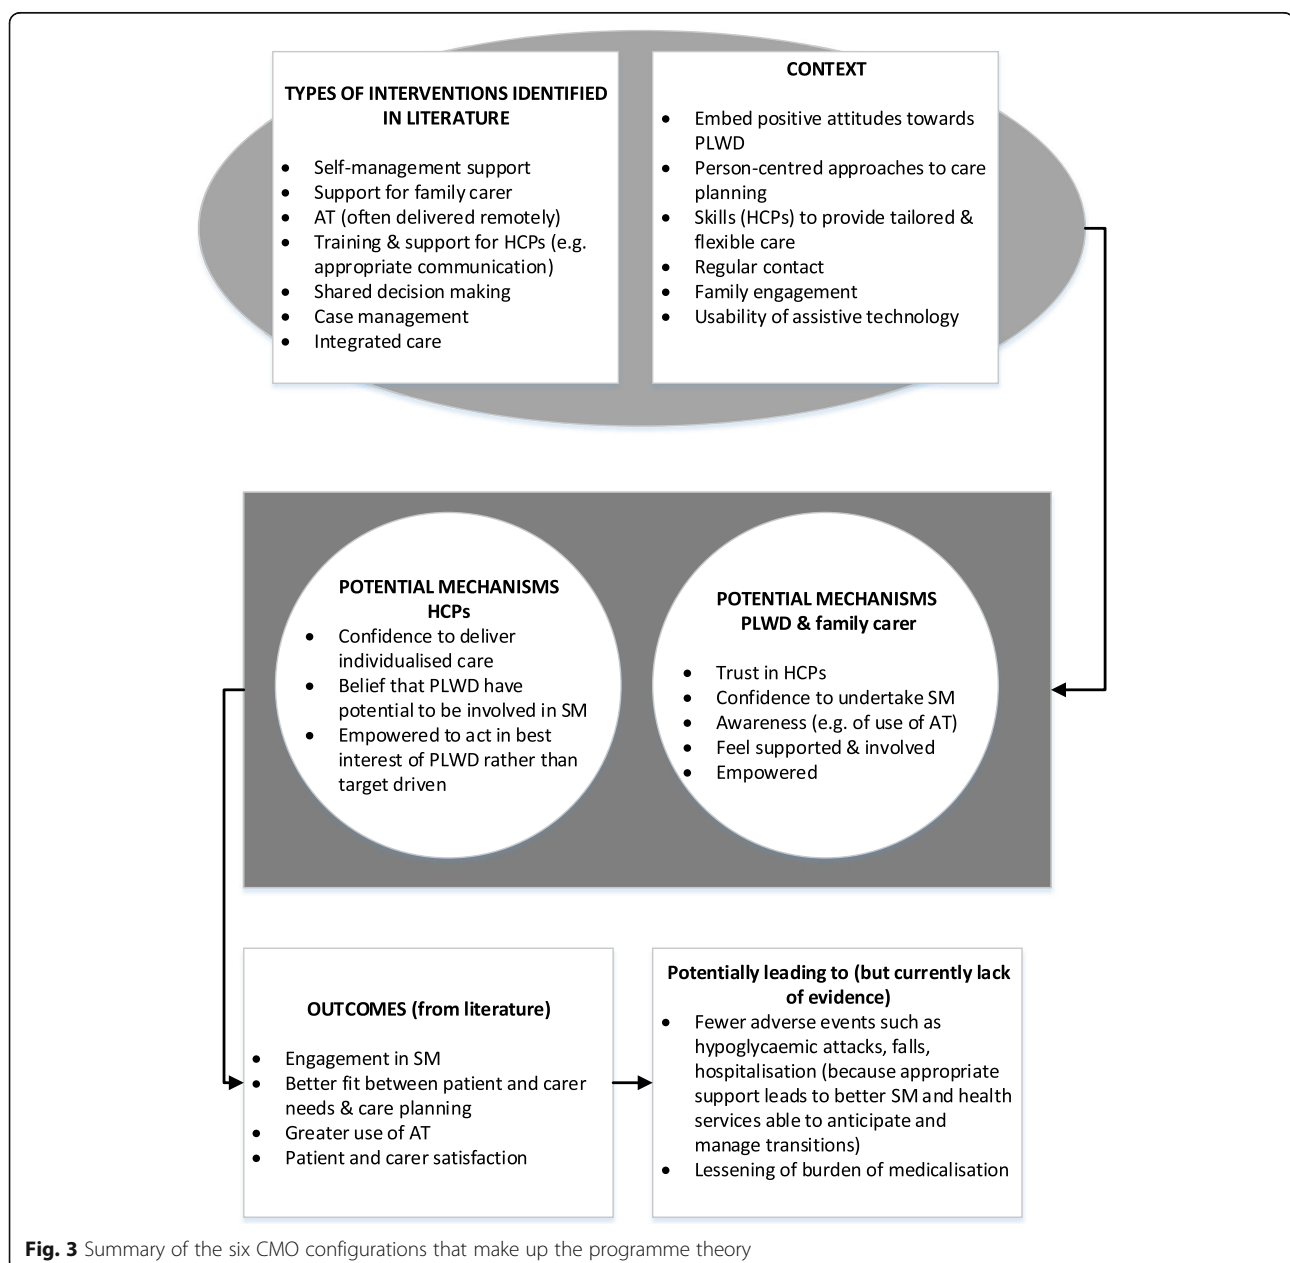 TYPES OF INTERVENTIONS IDENTIFIED
IN LITERATURE
• Self-management support
• Support for family carer
• AT (often delivered remotely)
• Training & support for HCPs (e.g.
appropriate communication)
• Shared decision making
• Case management
• Integrated care
CONTEXT
• Embed positive attitudes towards
PLWD
• Person-centred approaches to care
planning
• Skills (HCPs) to provide tailored &
flexible care
• Regular contact
• Family engagement
• Usability of assistive technology
POTENTIAL MECHANISMS
HCPs
• Confidence to deliver
individualised care
• Belief that PLWD have
potential to be involved in SM
• Empowered to act in best
interest of PLWD rather than
target driven
POTENTIAL MECHANISMS
PLWD & family carer
• Trust in HCPs
• Confidence to undertake SM
• Awareness (e.g. of use of AT)
• Feel supported & involved
• Empowered
OUTCOMES (from literature)
• Engagement in SM
• Better fit between patient and carer
needs & care planning
• Greater use of AT
• Patient and carer satisfaction
Potentially leading to (but currently lack
of evidence)
• Fewer adverse events such as
hypoglycaemic attacks, falls,
hospitalisation (because appropriate
support leads to better SM and health
services able to anticipate and
manage transitions)
• Lessening of burden of medicalisation
Fig. 3 Summary of the six CMO configurations that make up the programme theory